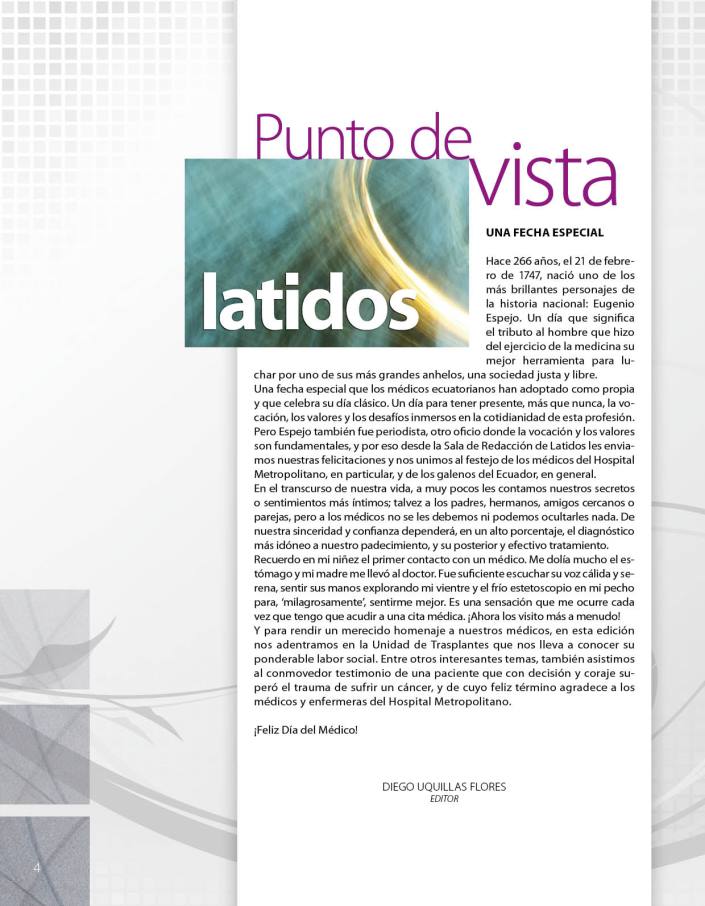 Punto de
vista
latidos
UNA FECHA ESPECIAL
Hace 266 años, el 21 de febre-
ro de 1747, nació uno de los
más brillantes personajes de
la historia nacional: Eugenio
Espejo. Un día que significa
el tributo al hombre que hizo
del ejercicio de la medicina su
mejor herramienta para lu-
char por uno de sus más grandes anhelos, una sociedad justa y libre.
Una fecha especial que los médicos ecuatorianos han adoptado como propia
y que celebra su día clásico. Un día para tener presente, más que nunca, la vo-
cación, los valores y los desafíos inmersos en la cotidianidad de esta profesión.
Pero Espejo también fue periodista, otro oficio donde la vocación y los valores
son fundamentales, y por eso desde la Sala de Redacción de Latidos les envia-
mos nuestras felicitaciones y nos unimos al festejo de los médicos del Hospital
Metropolitano, en particular, y de los galenos del Ecuador, en general.
En el transcurso de nuestra vida, a muy pocos les contamos nuestros secretos
o sentimientos más íntimos; talvez a los padres, hermanos, amigos cercanos o
parejas, pero a los médicos no se les debemos ni podemos ocultarles nada. De
nuestra sinceridad y confianza dependerá, en un alto porcentaje, el diagnóstico
más idóneo a nuestro padecimiento, y su posterior y efectivo tratamiento.
Recuerdo en mi niñez el primer contacto con un médico. Me dolía mucho el es-
tómago y mi madre me llevó al doctor. Fue suficiente escuchar su voz cálida y se-
rena, sentir sus manos explorando mi vientre y el frío estetoscopio en mi pecho
para, ‘milagrosamente’, sentirme mejor. Es una sensación que me ocurre cada
vez que tengo que acudir a una cita médica. ¡Ahora los visito más a menudo!
Y para rendir un merecido homenaje a nuestros médicos, en esta edición
nos adentramos en la Unidad de Trasplantes que nos lleva a conocer su
ponderable labor social. Entre otros interesantes temas, también asistimos
al conmovedor testimonio de una paciente que con decisión y coraje su-
peró el trauma de sufrir un cáncer, y de cuyo feliz término agradece a los
médicos y enfermeras del Hospital Metropolitano.
¡Feliz Día del Médico!
DIEGO UQUILLAS FLORES
EDITOR
4